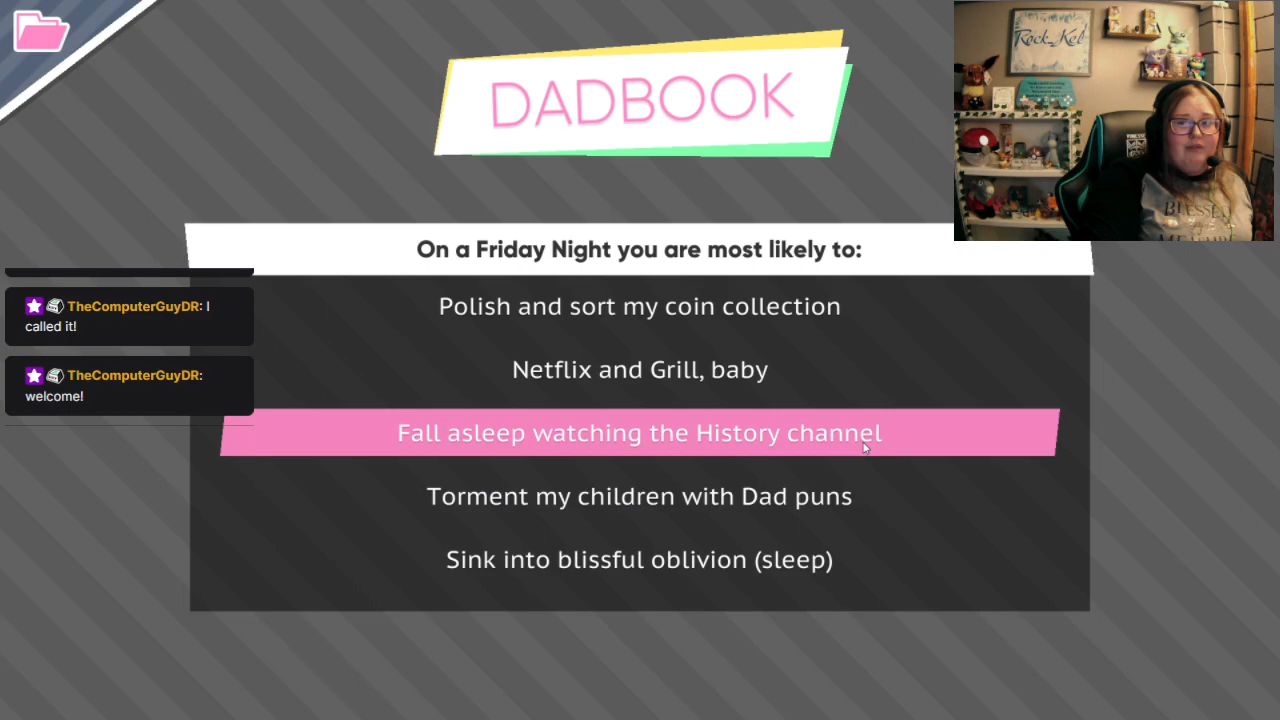 DADBOOK
Rock_Kel
On a Friday Night you are most likely to:
Polish and sort my coin collection
Netflix and Grill, baby
Fall asleep watching the History channel
Torment my children with Dad puns
Sink into blissful oblivion (sleep)
TheComputerGuyDR: I
called it!
TheComputerGuyDR:
welcome!
BLESSED